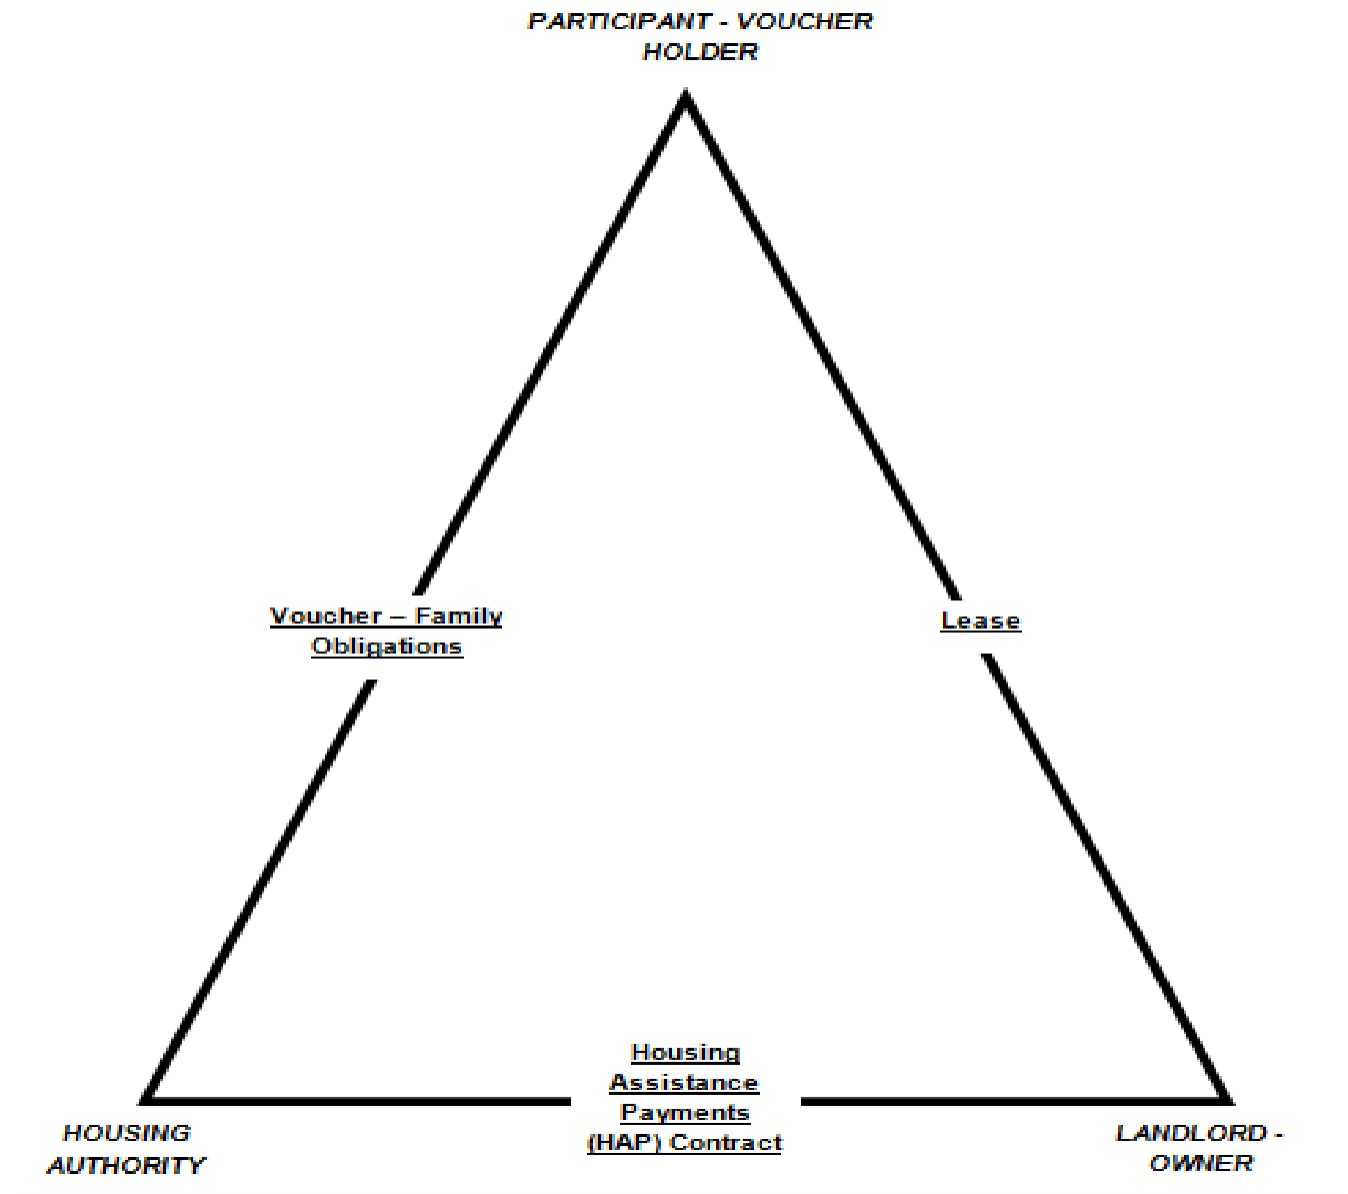 PARTICIPANT - VOUCHER
HOLDER
Voucher – Family
Obligations
Lease
Housing
Assistance
Payments
(HAP) Contract
HOUSING
AUTHORITY
LANDLORD -
OWNER